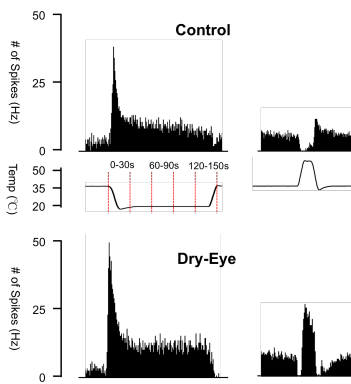 Control
# of Spikes (Hz)
50
25
0
Temp (℃)
50
35
20
0-30s 60-90s 120-150s
Dry-Eye
# of Spikes (Hz)
50
25
0